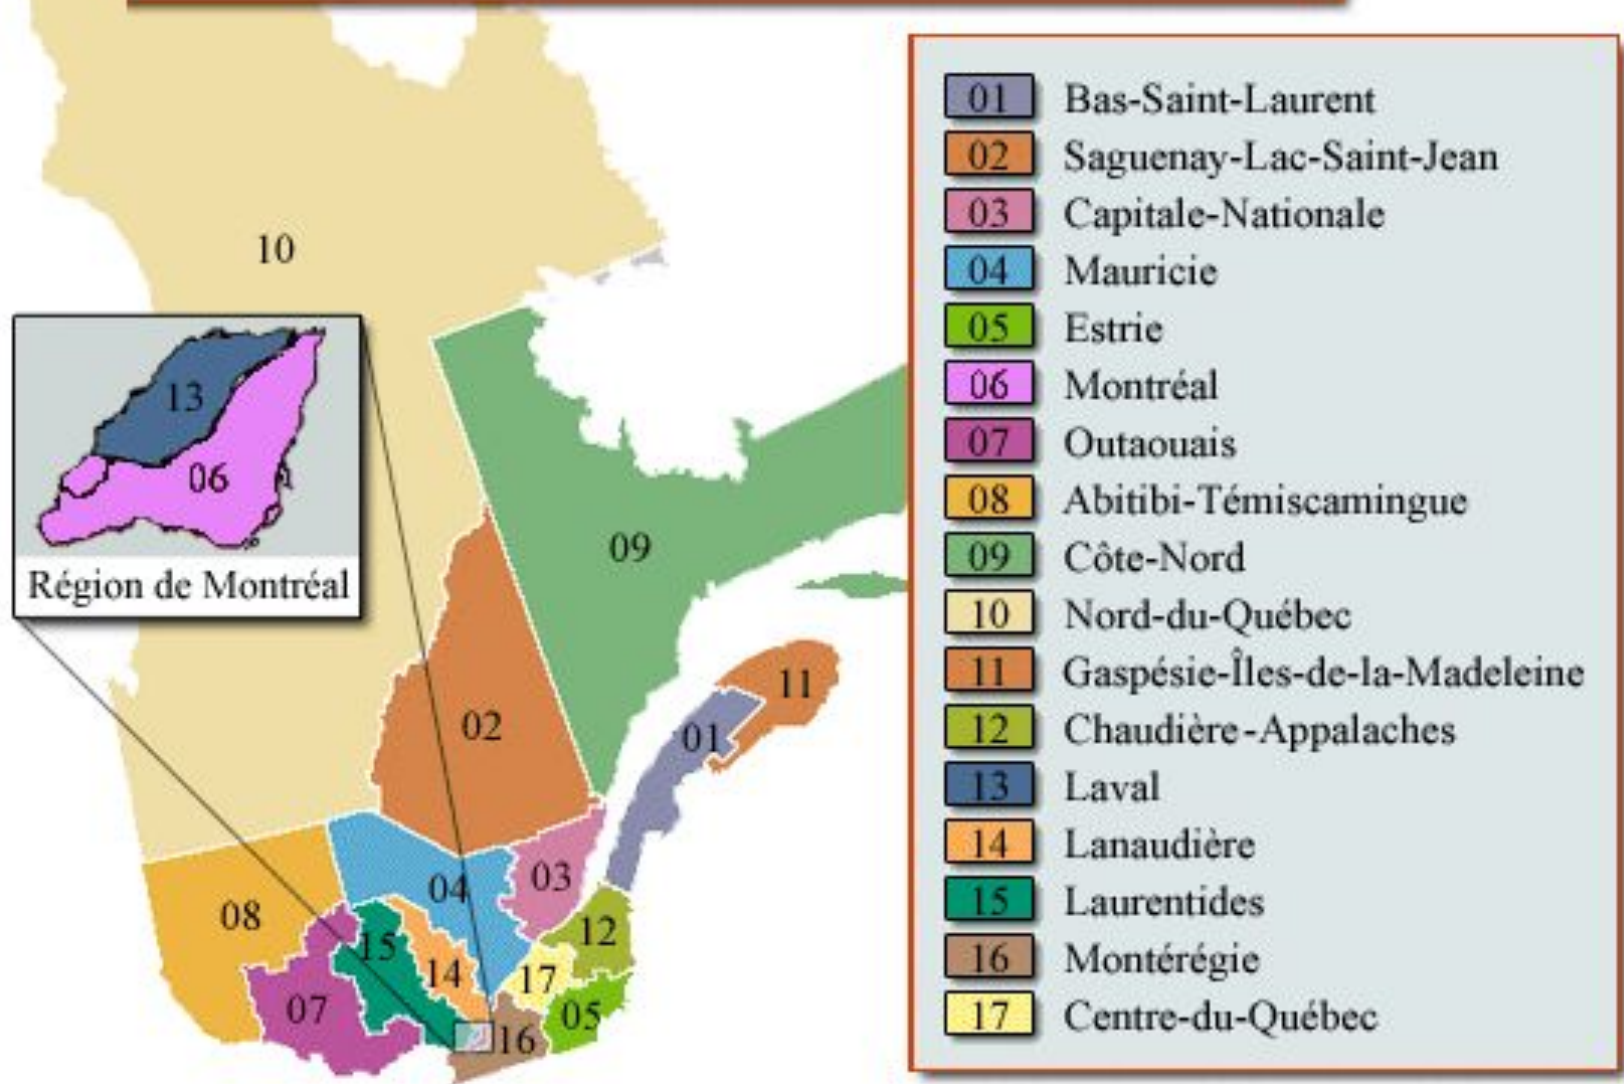 10
13
06
Région de Montréal
09
02
11
01
04
03
08
15
12
14
17
07
05
16
01 Bas-Saint-Laurent
02 Saguenay-Lac-Saint-Jean
03 Capitale-Nationale
04 Mauricie
05 Estrie
06 Montréal
07 Outaouais
08 Abitibi-Témiscamingue
09 Côte-Nord
10 Nord-du-Québec
11 Gaspésie-Îles-de-la-Madeleine
12 Chaudière-Appalaches
13 Laval
14 Lanaudière
15 Laurentides
16 Montérégie
17 Centre-du-Québec